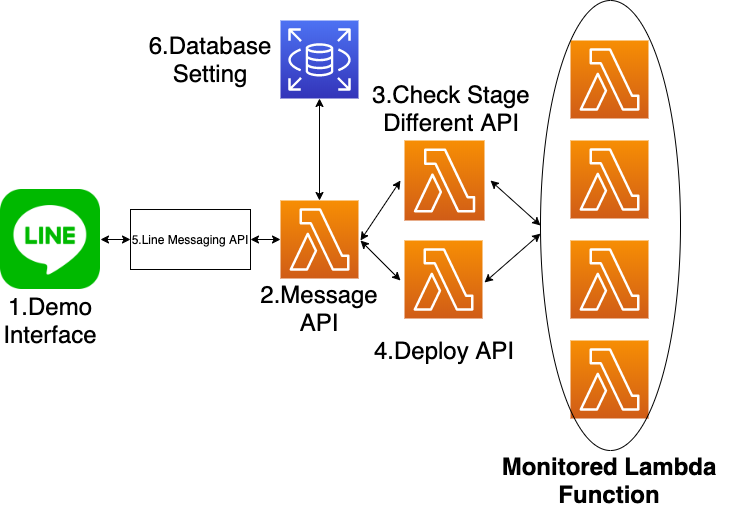 6.Database
Setting
3.Check Stage
Different API
LINE
5.Line Messaging API
1.Demo
Interface
2.Message
API
4.Deploy API
Monitored Lambda
Function